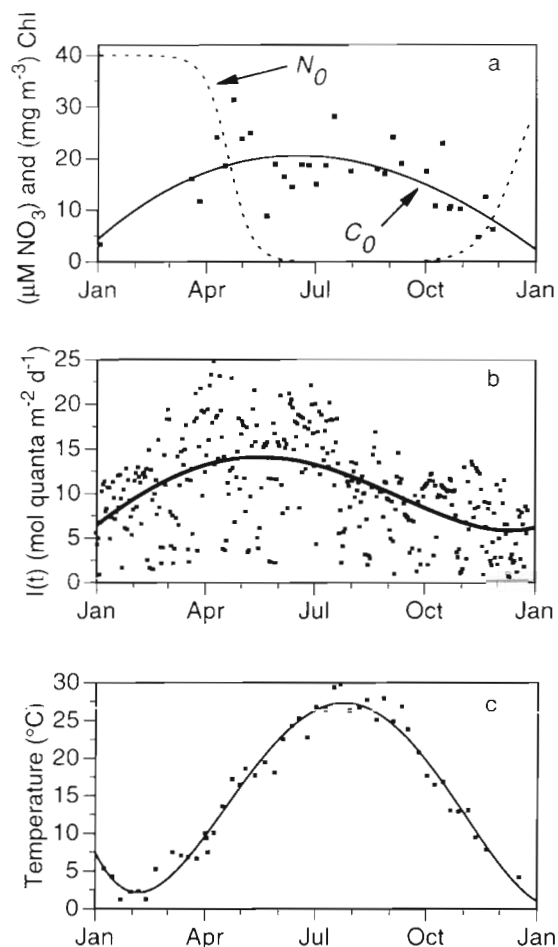 (µM NO₃) and (mg m⁻³) Chl
40
30
20
10
0
a
N₀
C₀
Jan Apr Jul Oct Jan
I(t) (mol quanta m⁻² d⁻¹)
25
20
15
10
5
0
b
Jan Apr Jul Oct Jan
Temperature (°C)
30
25
20
15
10
5
0
c
Jan Apr Jul Oct Jan